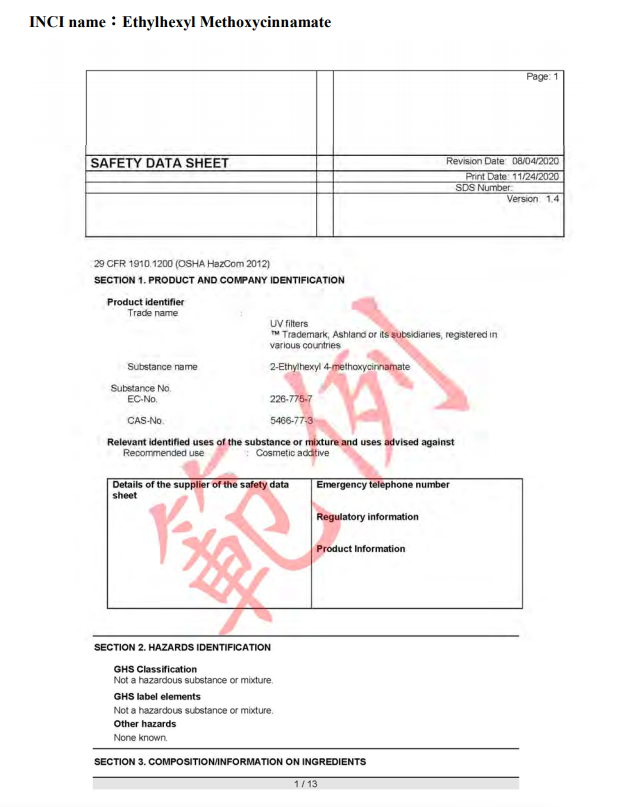 INCI name：Ethylhexyl Methoxycinnamate
Page: 1
SAFETY DATA SHEET
Revision Date: 08/04/2020
Print Date: 11/24/2020
SDS Number:
Version 1.4
29 CFR 1910.1200 (OSHA HazCom 2012)
SECTION 1. PRODUCT AND COMPANY IDENTIFICATION
Product identifier
Trade name :
UV filters
™ Trademark, Ashland or its subsidiaries, registered in
various countries
Substance name 2-Ethylhexyl 4-methoxycinnamate
Substance No.
EC-No. 226-775-7
CAS-No. 5466-77-3
Relevant identified uses of the substance or mixture and uses advised against
Recommended use : Cosmetic additive
Details of the supplier of the safety data
sheet
Emergency telephone number
Regulatory information
Product Information
範例
SECTION 2. HAZARDS IDENTIFICATION
GHS Classification
Not a hazardous substance or mixture.
GHS label elements
Not a hazardous substance or mixture.
Other hazards
None known.
SECTION 3. COMPOSITION/INFORMATION ON INGREDIENTS
1 / 13